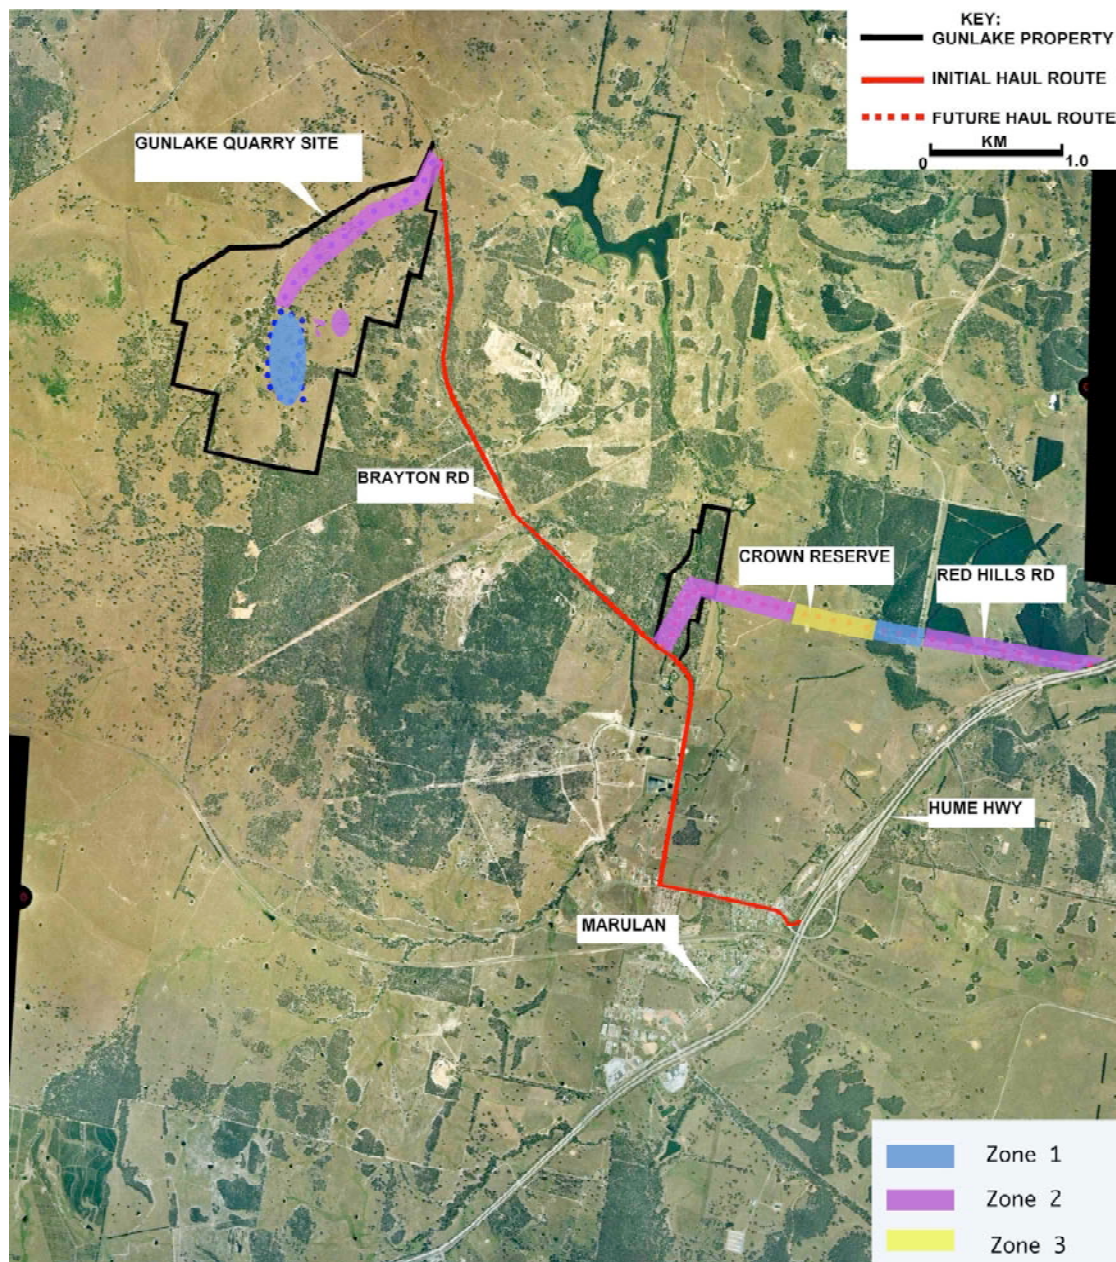 KEY:
GUNLAKE PROPERTY
INITIAL HAUL ROUTE
FUTURE HAUL ROUTE
KM
0 1.0
GUNLAKE QUARRY SITE
BRAYTON RD
CROWN RESERVE
RED HILLS RD
HUME HWY
MARULAN
Zone 1
Zone 2
Zone 3